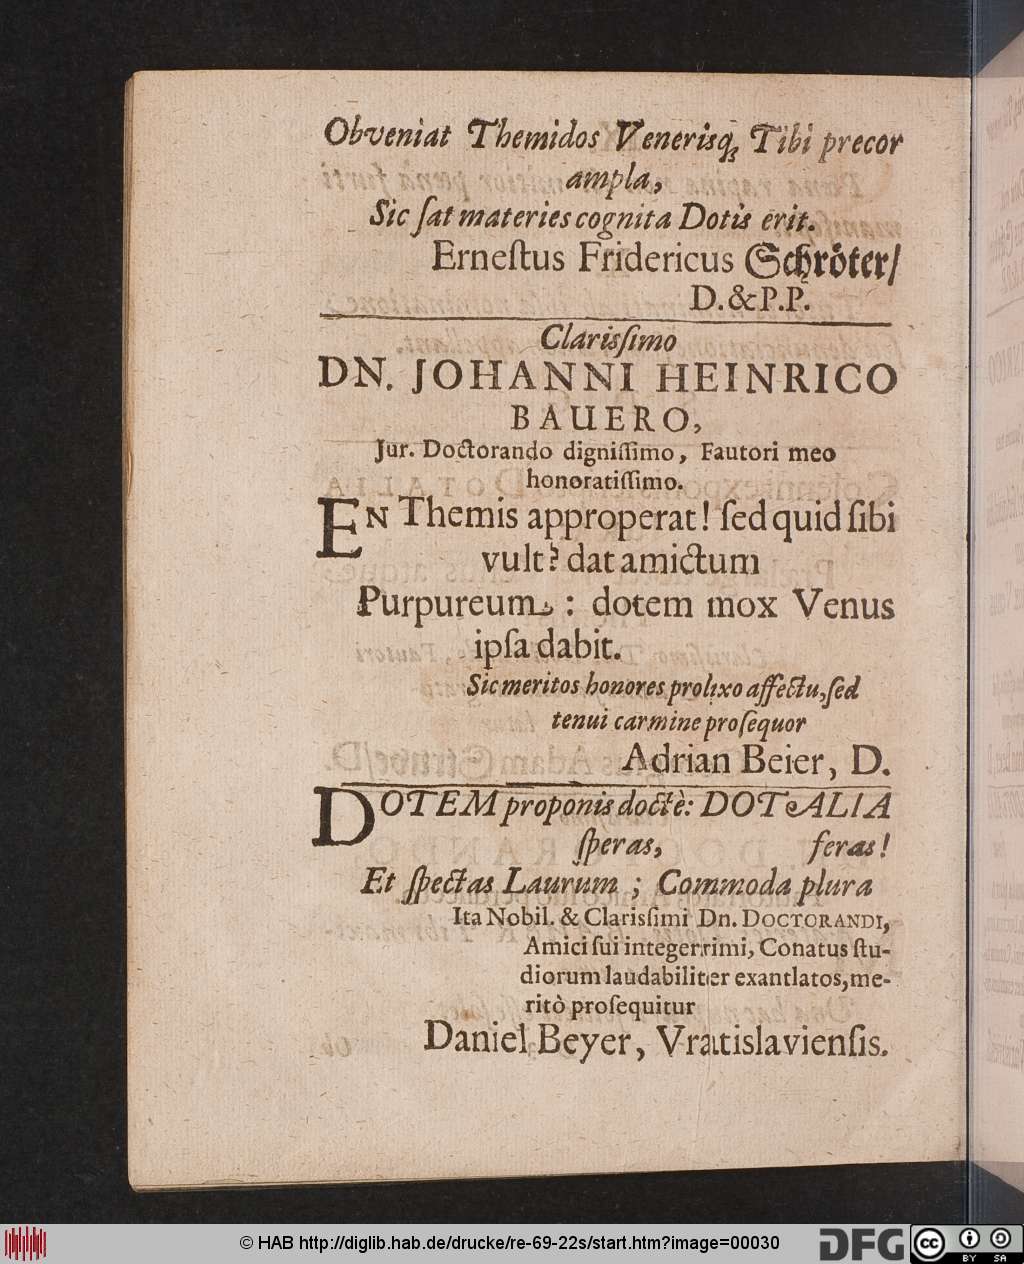 Obveniat Themidos Venerisq́; Tibi precor
ampla,
Sic ſat materies cognita Dotis erit.
Erneſtus Fridericus Schröter/
D. & P. P.
Clarisſimo
DN. JOHANNI HEINRICO
BAUERO,
Jur. Doctorando digniſſimo, Fautori meo
honoratiſſimo.
EN Themis approperat! ſed quid ſibi
vult? dat amictum
Purpureum : dotem mox Venus
ipſa dabit.
Sic meritos honores prolixo affectu, ſed
tenui carmine proſequor
Adrian Beier, D.
DOTEM proponis doctè: DOTALIA
ſperas, feras!
Et ſpectas Laurum ; Commoda plura
Ita Nobil. & Clarisſimi Dn. DOCTORANDI,
Amici ſui integerrimi, Conatus ſtu-
diorum laudabiliter exantlatos, me-
ritò proſequitur
Daniel Beyer, Vratislavienſis.
© HAB http://diglib.hab.de/drucke/re-69-22s/start.htm?image=00030
DFG
cc
BY SA